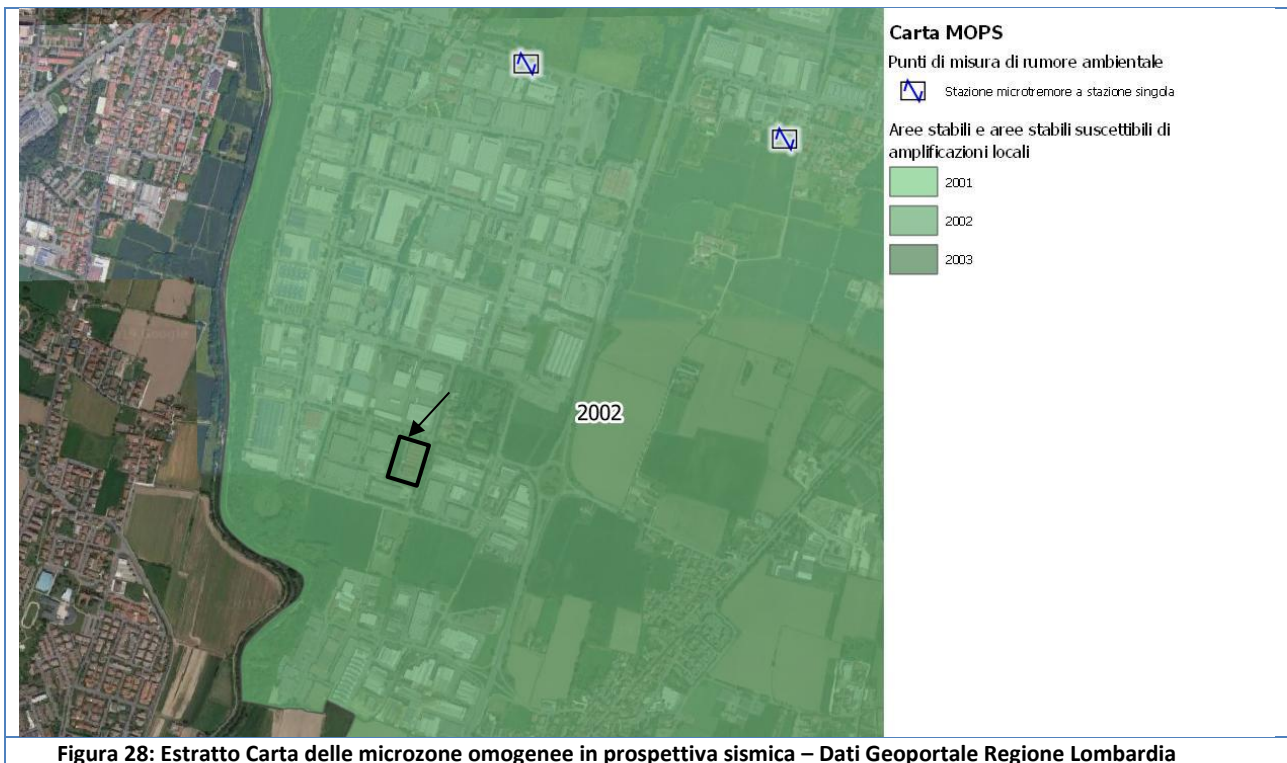 Carta MOPS
Punti di misura di rumore ambientale
Stazione microtremore a stazione singola
Aree stabili e aree stabili suscettibili di
amplificazioni locali
2001
2002
2003
2002
Figura 28: Estratto Carta delle microzone omogenee in prospettiva sismica – Dati Geoportale Regione Lombardia